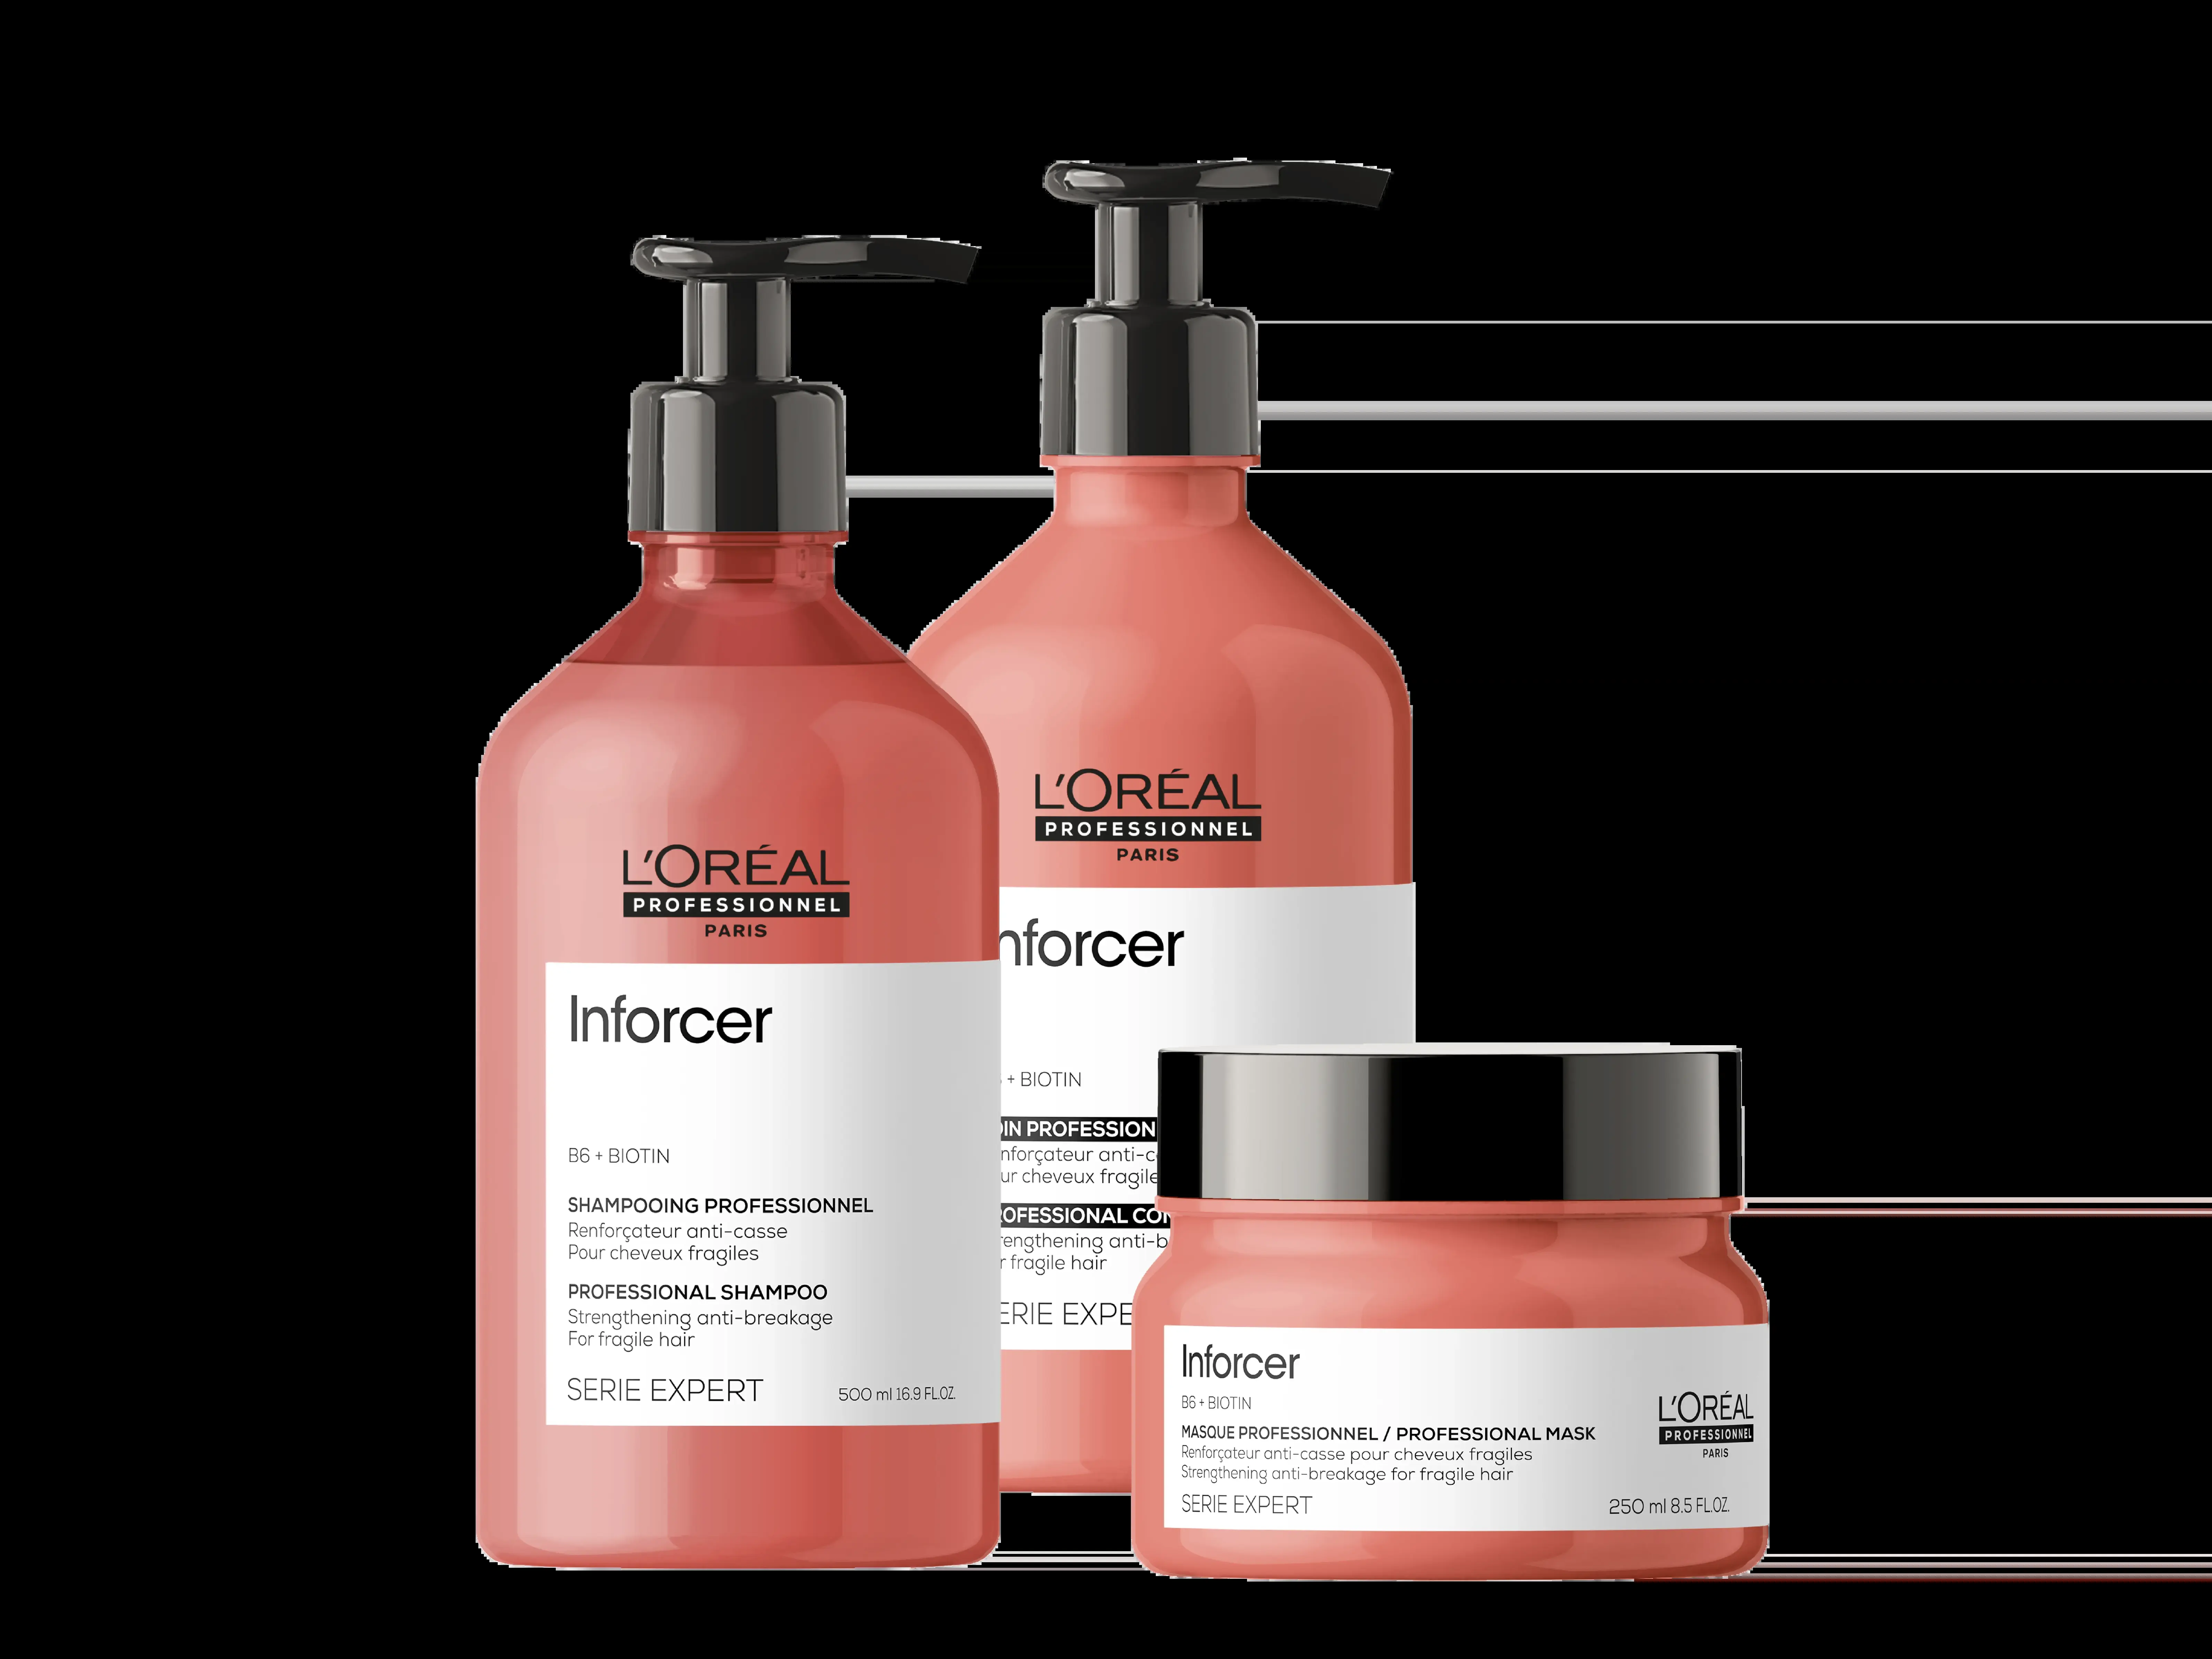 L'ORÉAL
PROFESSIONNEL
PARIS
Inforcer
B6 + BIOTIN
SHAMPOOING PROFESSIONNEL
Renforçateur anti-casse
Pour cheveux fragiles
PROFESSIONAL SHAMPOO
Strengthening anti-breakage
For fragile hair
SERIE EXPERT 500 ml 16.9 FL.OZ.
L'ORÉAL
PROFESSIONNEL
PARIS
nforcer
+ BIOTIN
OIN PROFESSION
nforçateur anti-c
ur cheveux fragile
ROFESSIONAL CON
rengthening anti-b
r fragile hair
ERIE EXPE
Inforcer
B6 + BIOTIN
MASQUE PROFESSIONNEL / PROFESSIONAL MASK
Renforçateur anti-casse pour cheveux fragiles
Strengthening anti-breakage for fragile hair
SERIE EXPERT
L'ORÉAL
PROFESSIONNEL
PARIS
250 ml 8.5 FL.OZ.